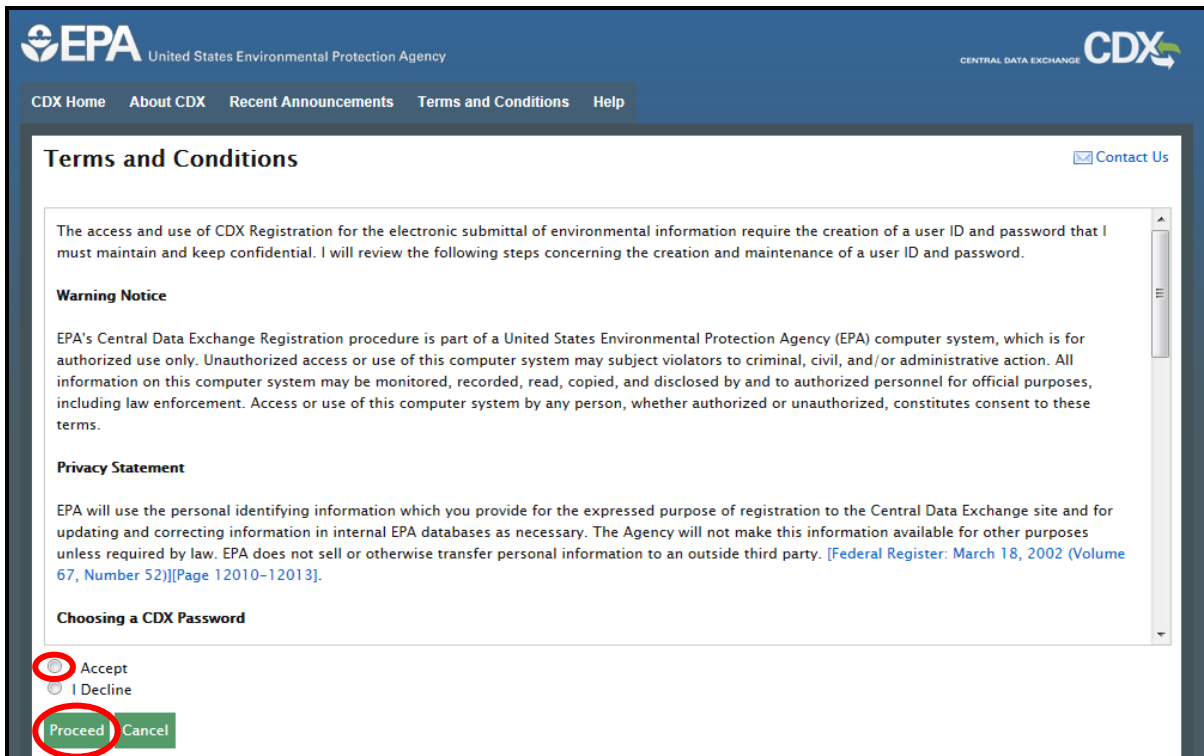 EPA United States Environmental Protection Agency
CENTRAL DATA EXCHANGE CDX
CDX Home About CDX Recent Announcements Terms and Conditions Help
Terms and Conditions
Contact Us
The access and use of CDX Registration for the electronic submittal of environmental information require the creation of a user ID and password that I
must maintain and keep confidential. I will review the following steps concerning the creation and maintenance of a user ID and password.
Warning Notice
EPA's Central Data Exchange Registration procedure is part of a United States Environmental Protection Agency (EPA) computer system, which is for
authorized use only. Unauthorized access or use of this computer system may subject violators to criminal, civil, and/or administrative action. All
information on this computer system may be monitored, recorded, read, copied, and disclosed by and to authorized personnel for official purposes,
including law enforcement. Access or use of this computer system by any person, whether authorized or unauthorized, constitutes consent to these
terms.
Privacy Statement
EPA will use the personal identifying information which you provide for the expressed purpose of registration to the Central Data Exchange site and for
updating and correcting information in internal EPA databases as necessary. The Agency will not make this information available for other purposes
unless required by law. EPA does not sell or otherwise transfer personal information to an outside third party. [Federal Register: March 18, 2002 (Volume
67, Number 52)][Page 12010-12013].
Choosing a CDX Password
Accept
I Decline
Proceed Cancel